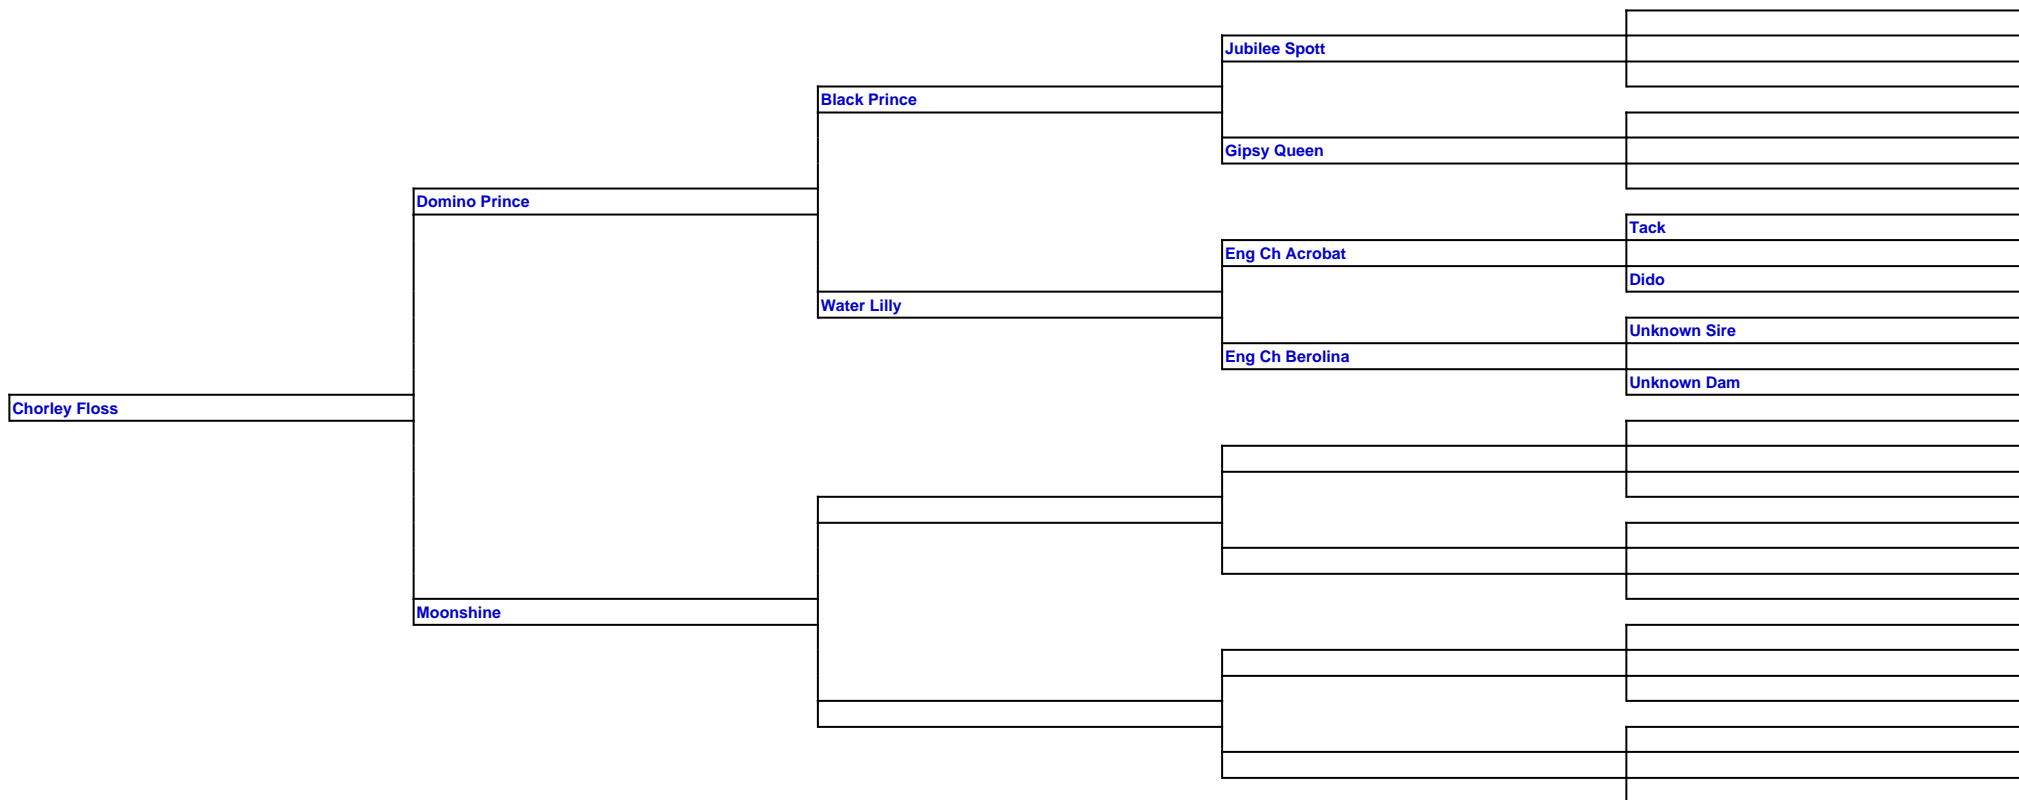 Jubilee Spott
Black Prince
Gipsy Queen
Domino Prince
Tack
Eng Ch Acrobat
Dido
Water Lilly
Unknown Sire
Eng Ch Berolina
Unknown Dam
Chorley Floss
Moonshine